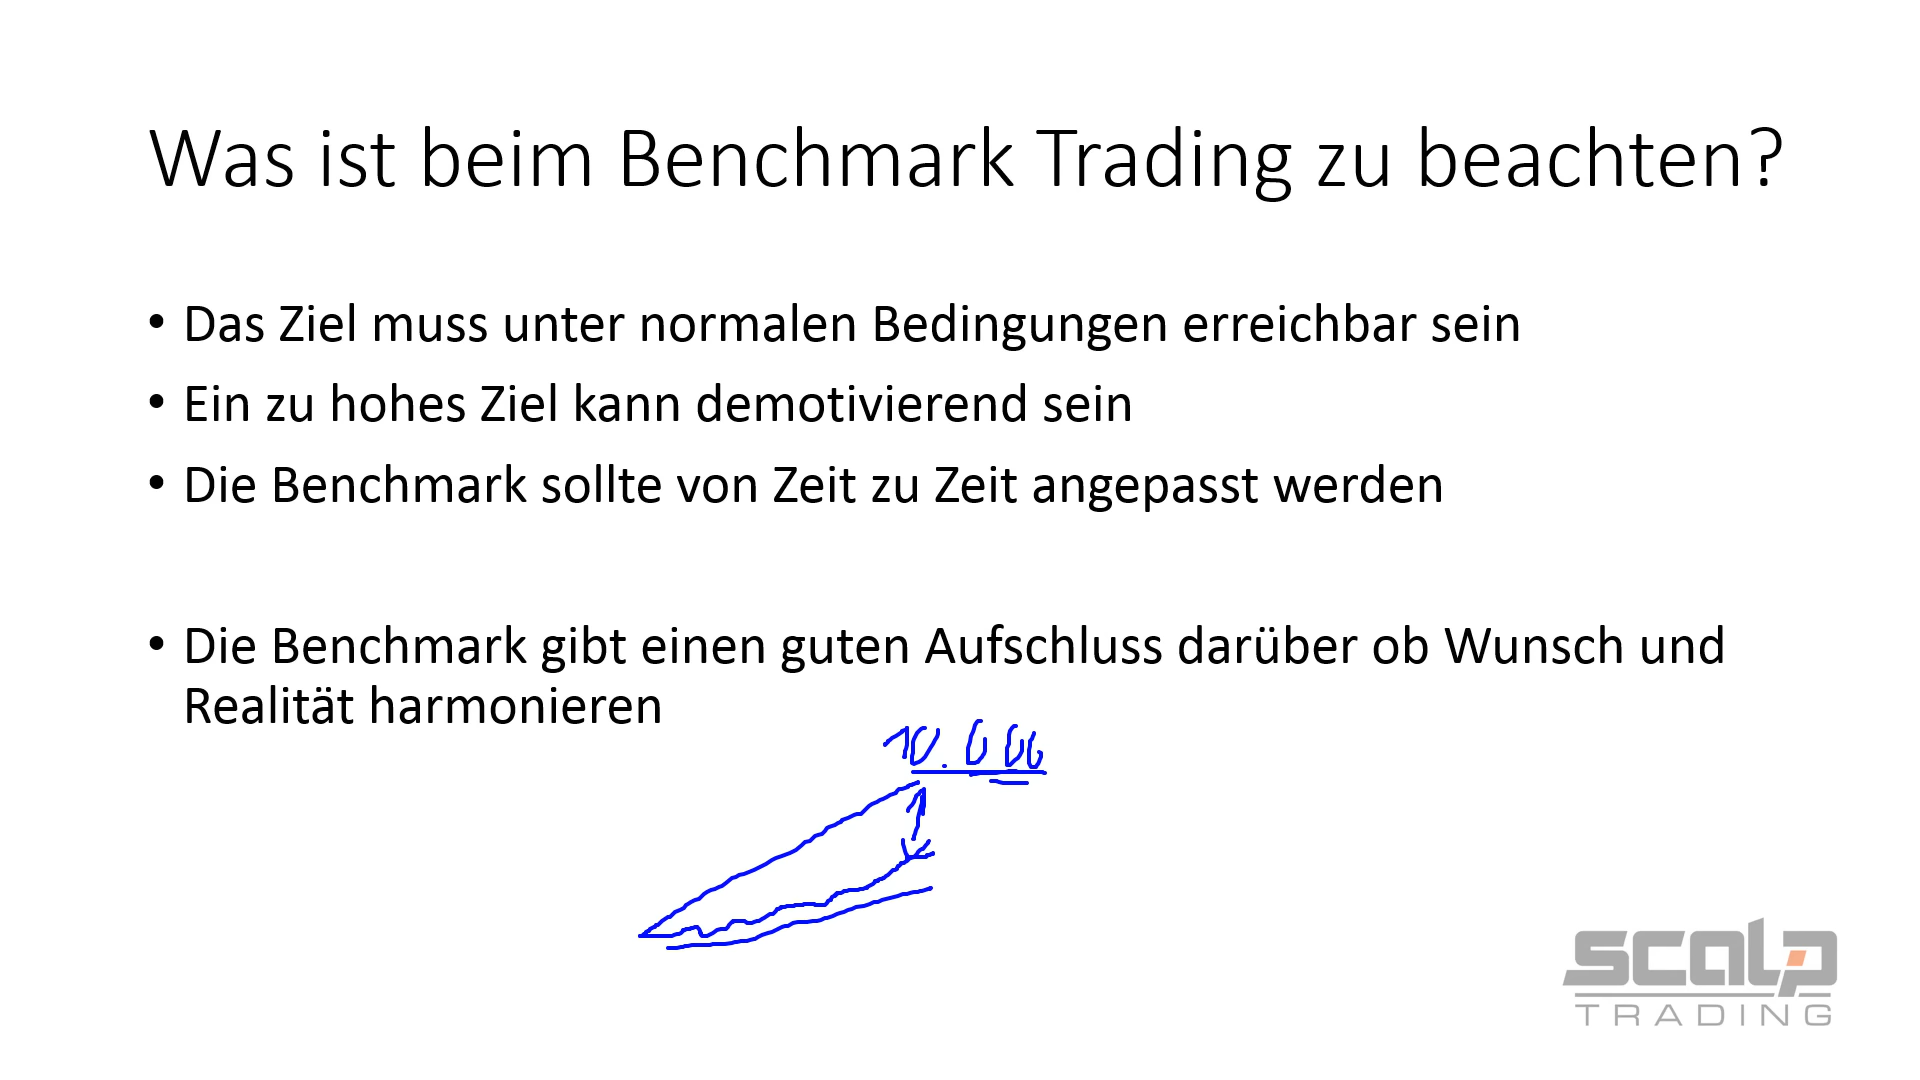 Was ist beim Benchmark Trading zu beachten?
• Das Ziel muss unter normalen Bedingungen erreichbar sein
• Ein zu hohes Ziel kann demotivierend sein
• Die Benchmark sollte von Zeit zu Zeit angepasst werden
• Die Benchmark gibt einen guten Aufschluss darüber ob Wunsch und
Realität harmonieren
10.000
scalp
TRADING